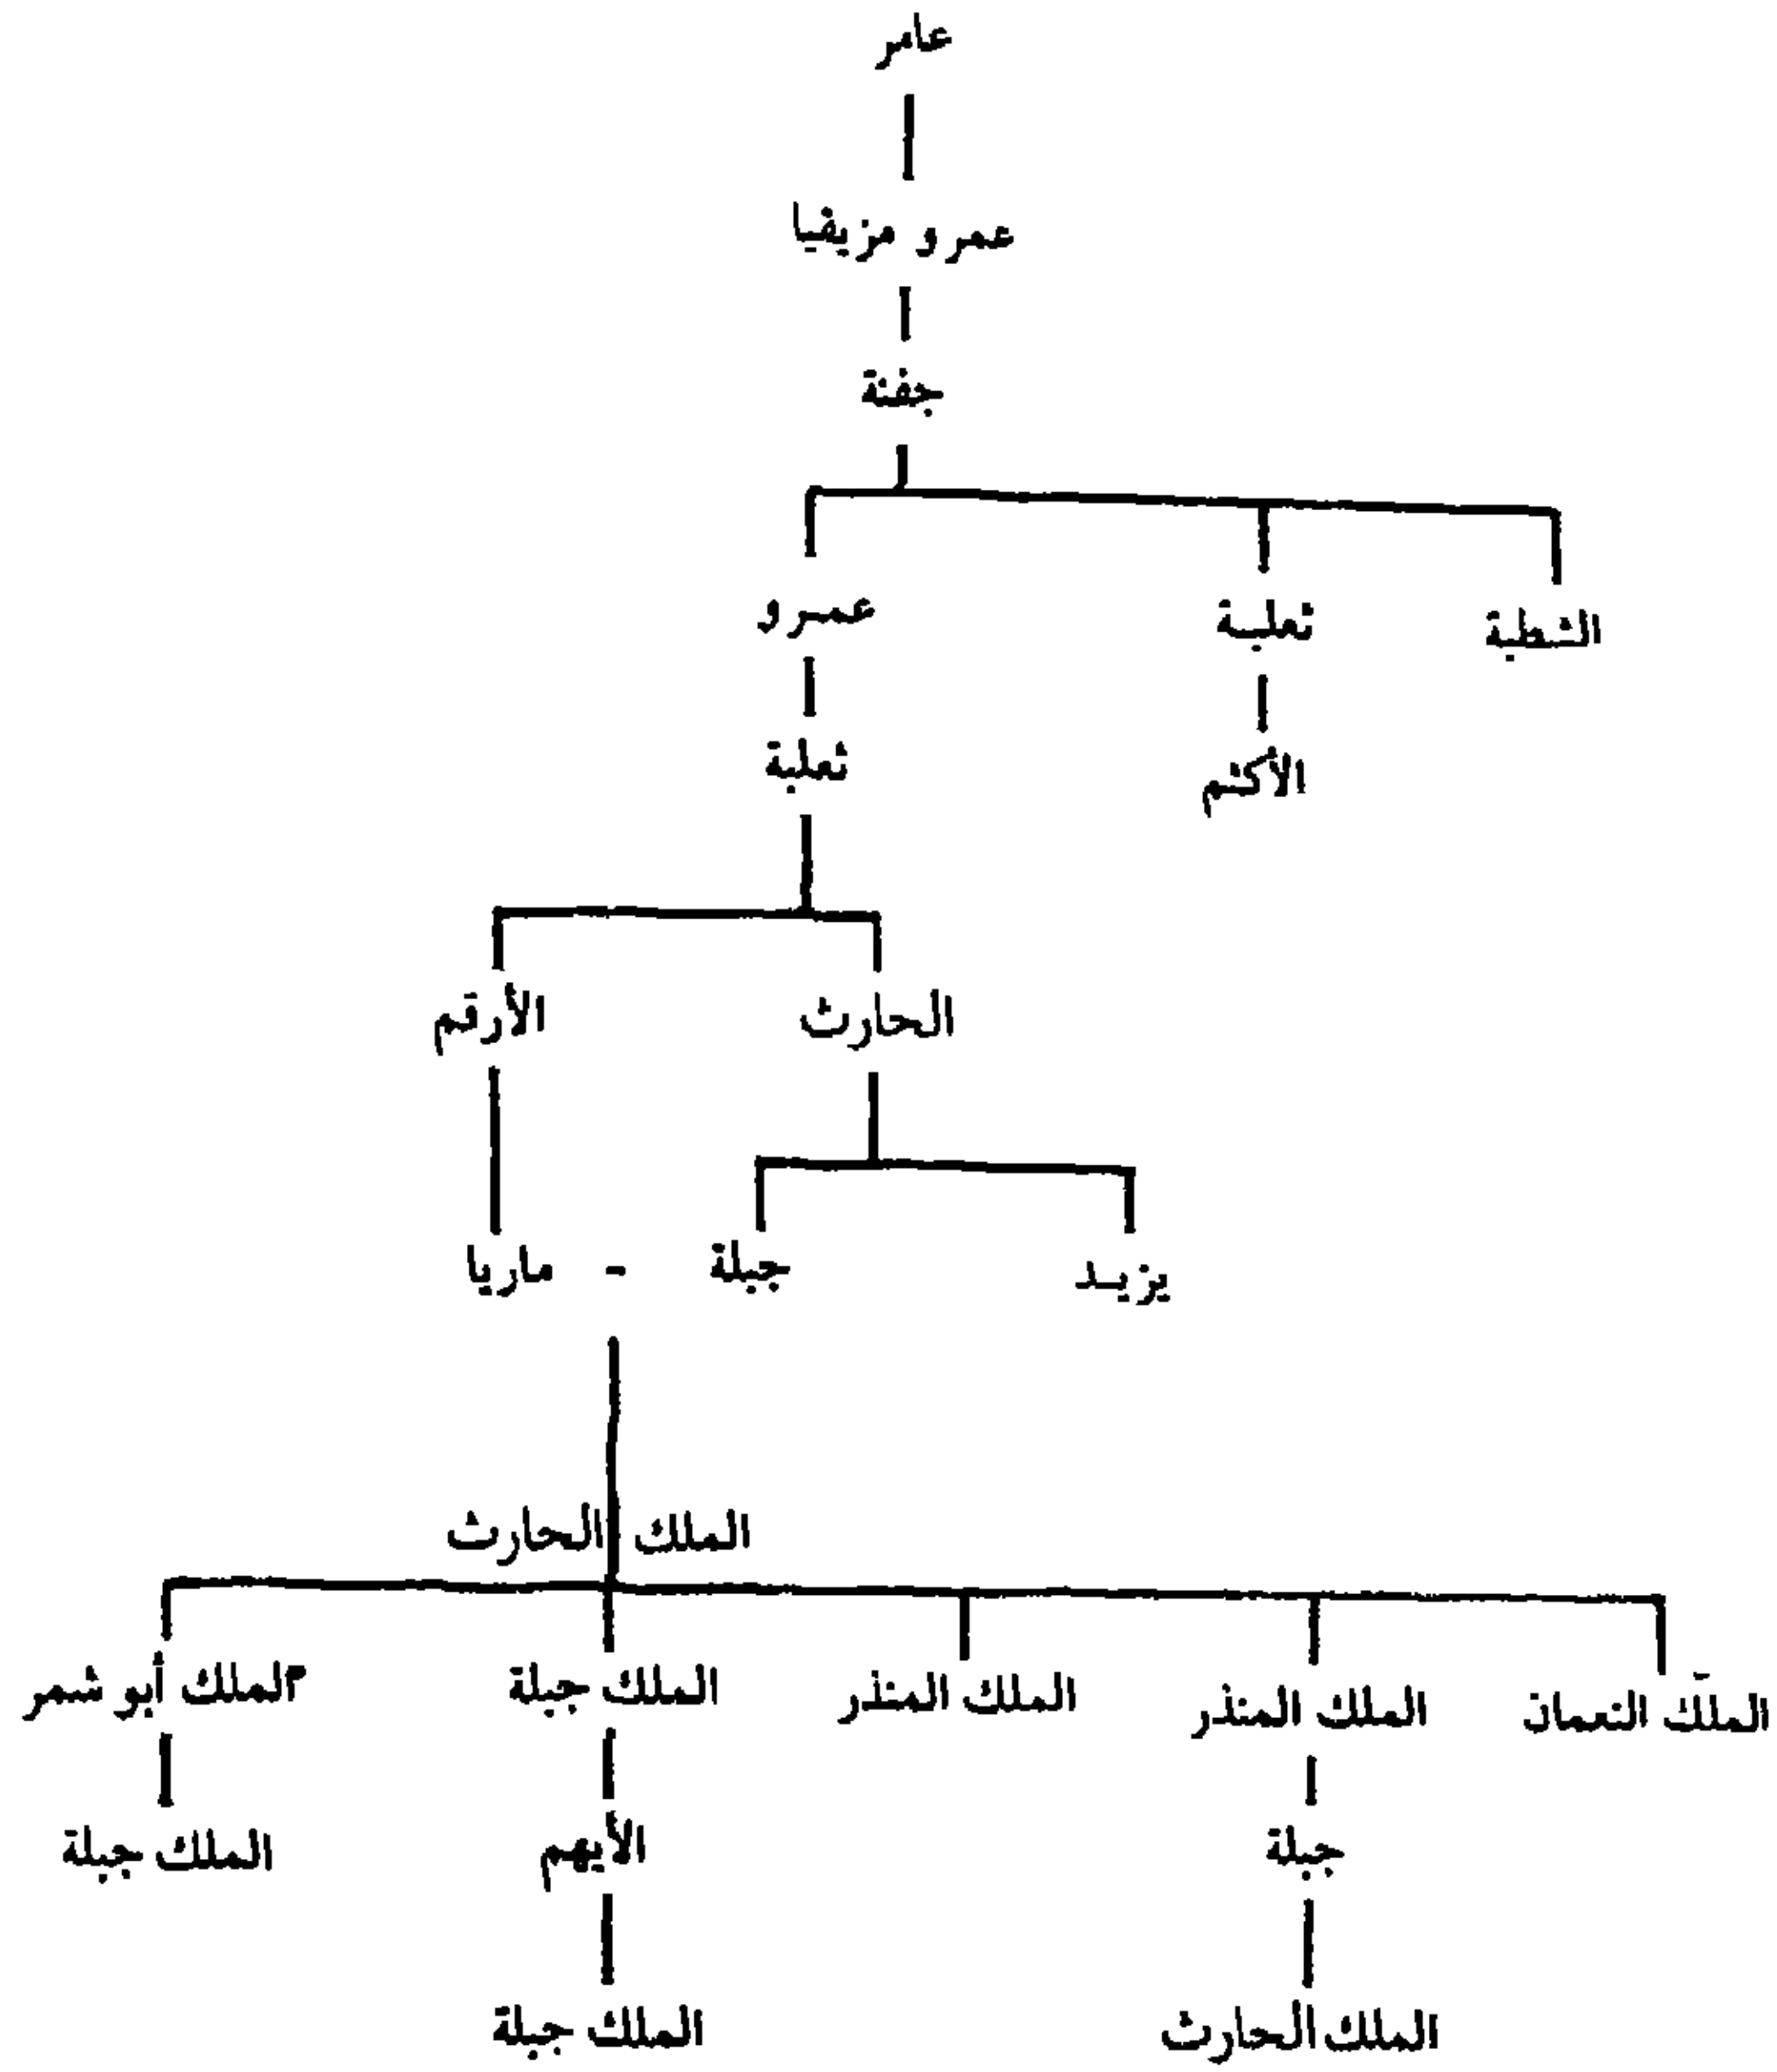 عامر
عمرو مزيفيا
جفنة
الشطبة ثعلبة عمرو
الأكثم ثعلبة
الحارث الأرقم
يزيد جبلة - ماريا
الملك الحارث
الملك النعمان الملك المنذر الملك المنذر الملك جبلة الملك أبو شمر
جبلة الأيهم الملك جبلة
الملك الحارث الملك جبلة